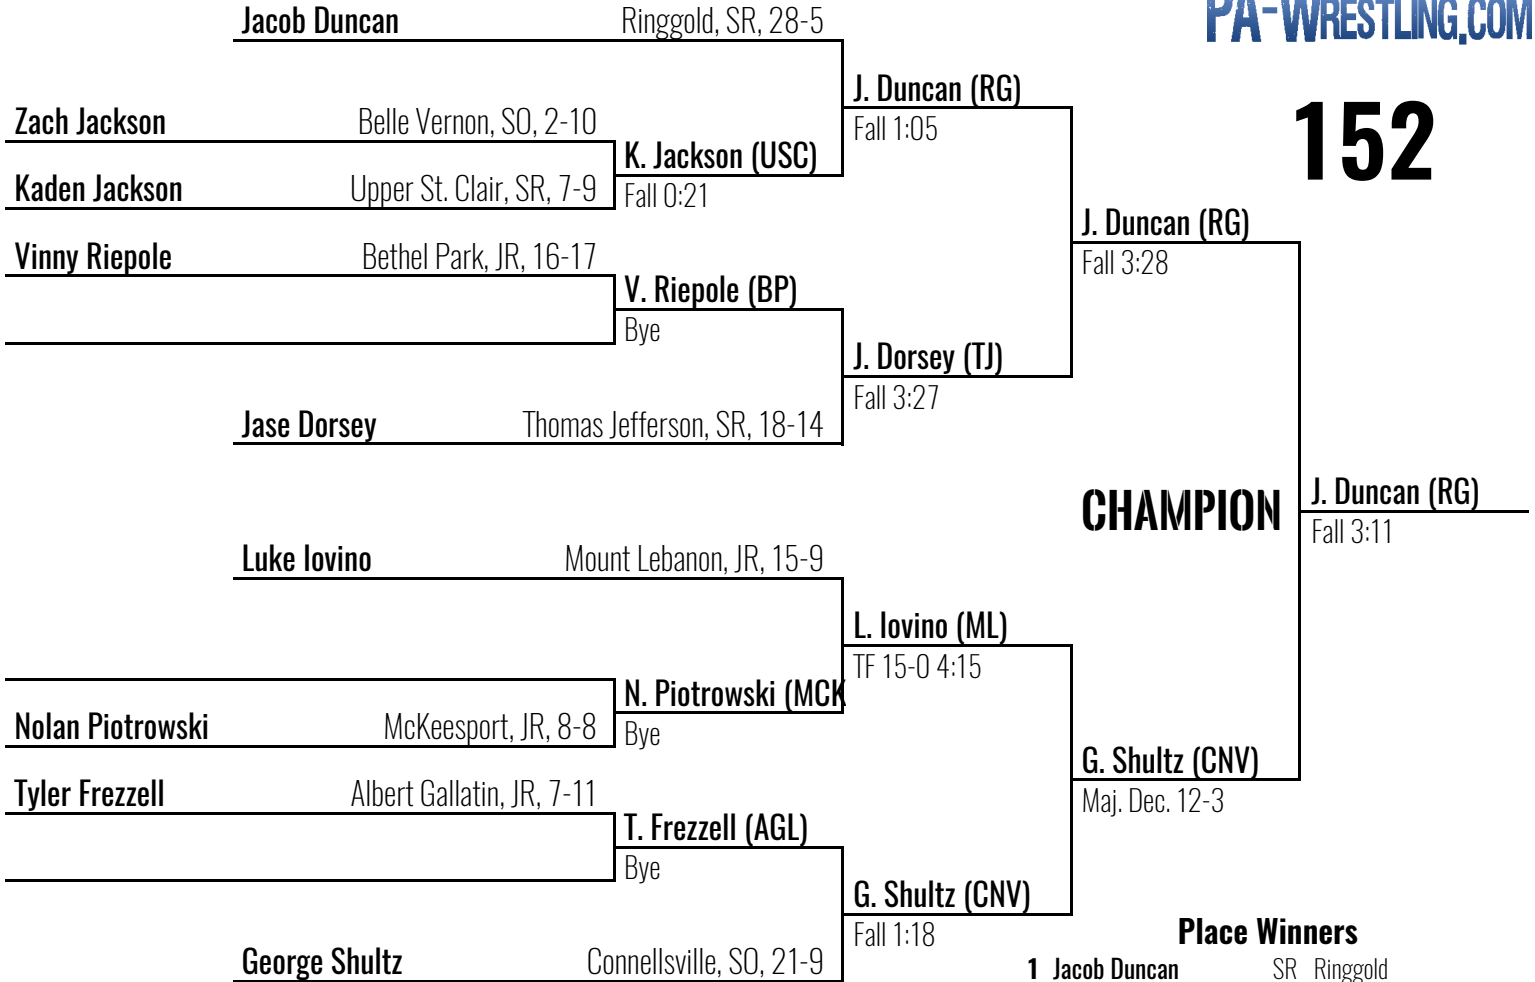 Jacob Duncan Ringgold, SR, 28-5
PA-WRESTLING.COM
J. Duncan (RG)
Fall 1:05
152
Zach Jackson Belle Vernon, SO, 2-10
K. Jackson (USC)
Fall 0:21
Kaden Jackson Upper St. Clair, SR, 7-9
J. Duncan (RG)
Fall 3:28
Vinny Riepole Bethel Park, JR, 16-17
V. Riepole (BP)
Bye
J. Dorsey (TJ)
Fall 3:27
Jase Dorsey Thomas Jefferson, SR, 18-14
CHAMPION
J. Duncan (RG)
Fall 3:11
Luke Iovino Mount Lebanon, JR, 15-9
L. Iovino (ML)
TF 15-0 4:15
N. Piotrowski (MCK
Bye
Nolan Piotrowski McKeesport, JR, 8-8
G. Shultz (CNV)
Maj. Dec. 12-3
Tyler Frezzell Albert Gallatin, JR, 7-11
T. Frezzell (AGL)
Bye
G. Shultz (CNV)
Fall 1:18
George Shultz Connellsville, SO, 21-9
Place Winners
1 Jacob Duncan SR Ringgold